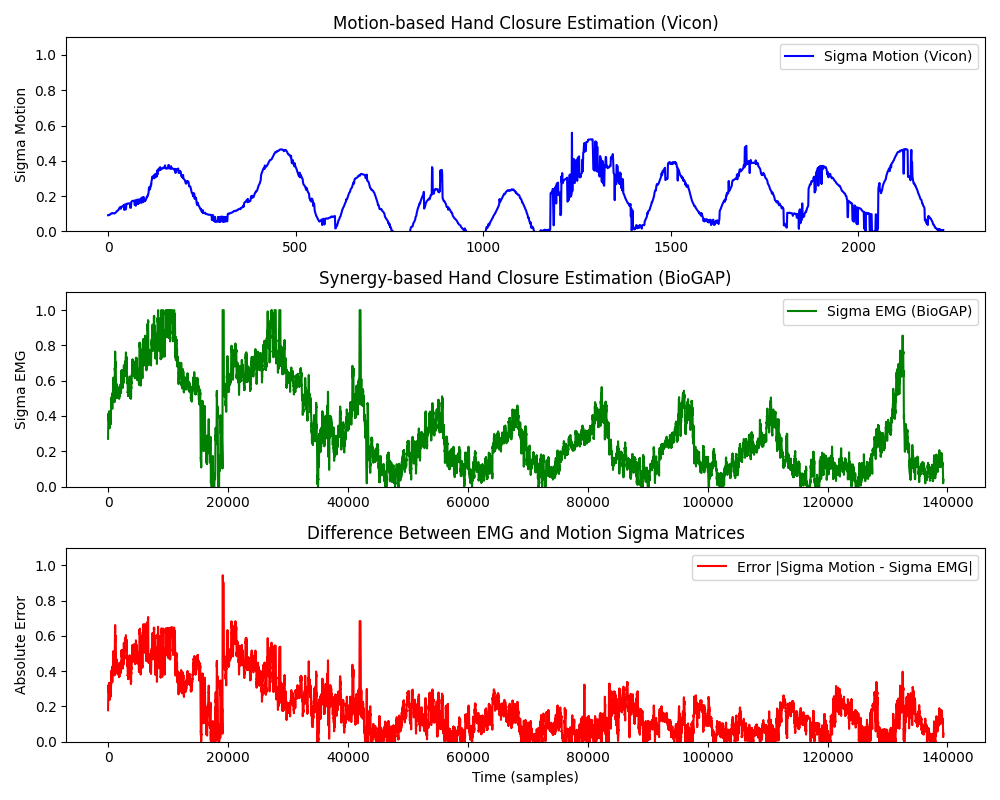 Motion-based Hand Closure Estimation (Vicon)
Sigma Motion
1.0
0.8
0.6
0.4
0.2
0.0
Sigma Motion (Vicon)
0 500 1000 1500 2000
Synergy-based Hand Closure Estimation (BioGAP)
Sigma EMG
1.0
0.8
0.6
0.4
0.2
0.0
Sigma EMG (BioGAP)
0 20000 40000 60000 80000 100000 120000 140000
Difference Between EMG and Motion Sigma Matrices
Absolute Error
1.0
0.8
0.6
0.4
0.2
0.0
Error |Sigma Motion - Sigma EMG|
0 20000 40000 60000 80000 100000 120000 140000
Time (samples)